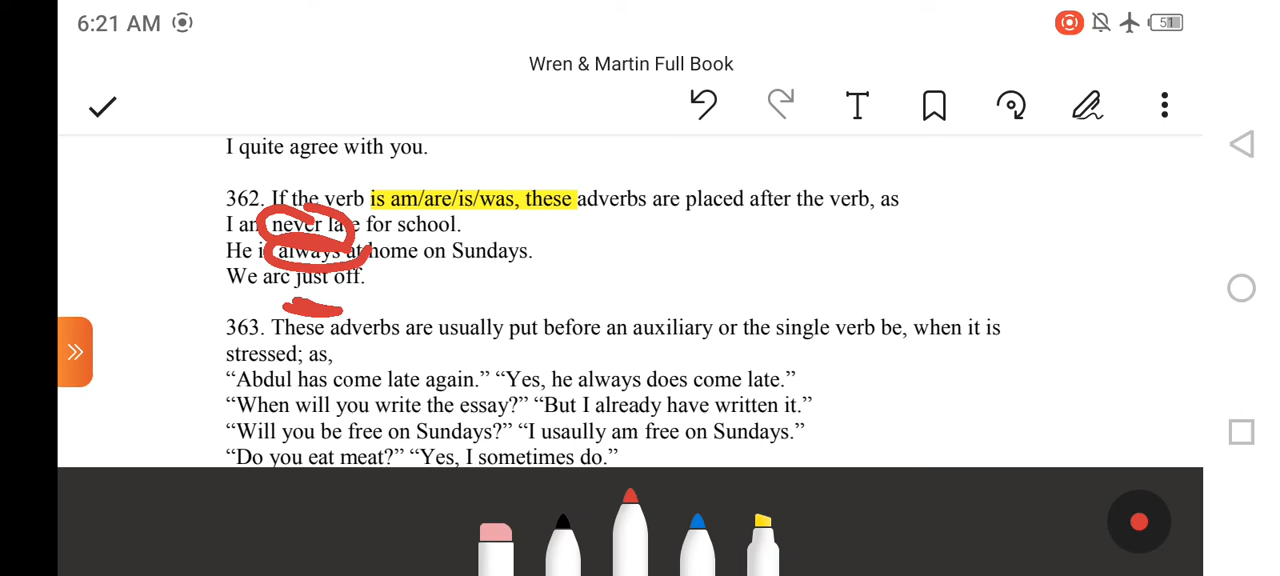 6:21 AM
51
Wren & Martin Full Book
I quite agree with you.
362. If the verb is am/are/is/was, these adverbs are placed after the verb, as
I am never late for school.
He is always at home on Sundays.
We arc just off.
363. These adverbs are usually put before an auxiliary or the single verb be, when it is
stressed; as,
“Abdul has come late again.” “Yes, he always does come late.”
“When will you write the essay?” “But I already have written it.”
“Will you be free on Sundays?” “I usaully am free on Sundays.”
“Do you eat meat?” “Yes, I sometimes do.”